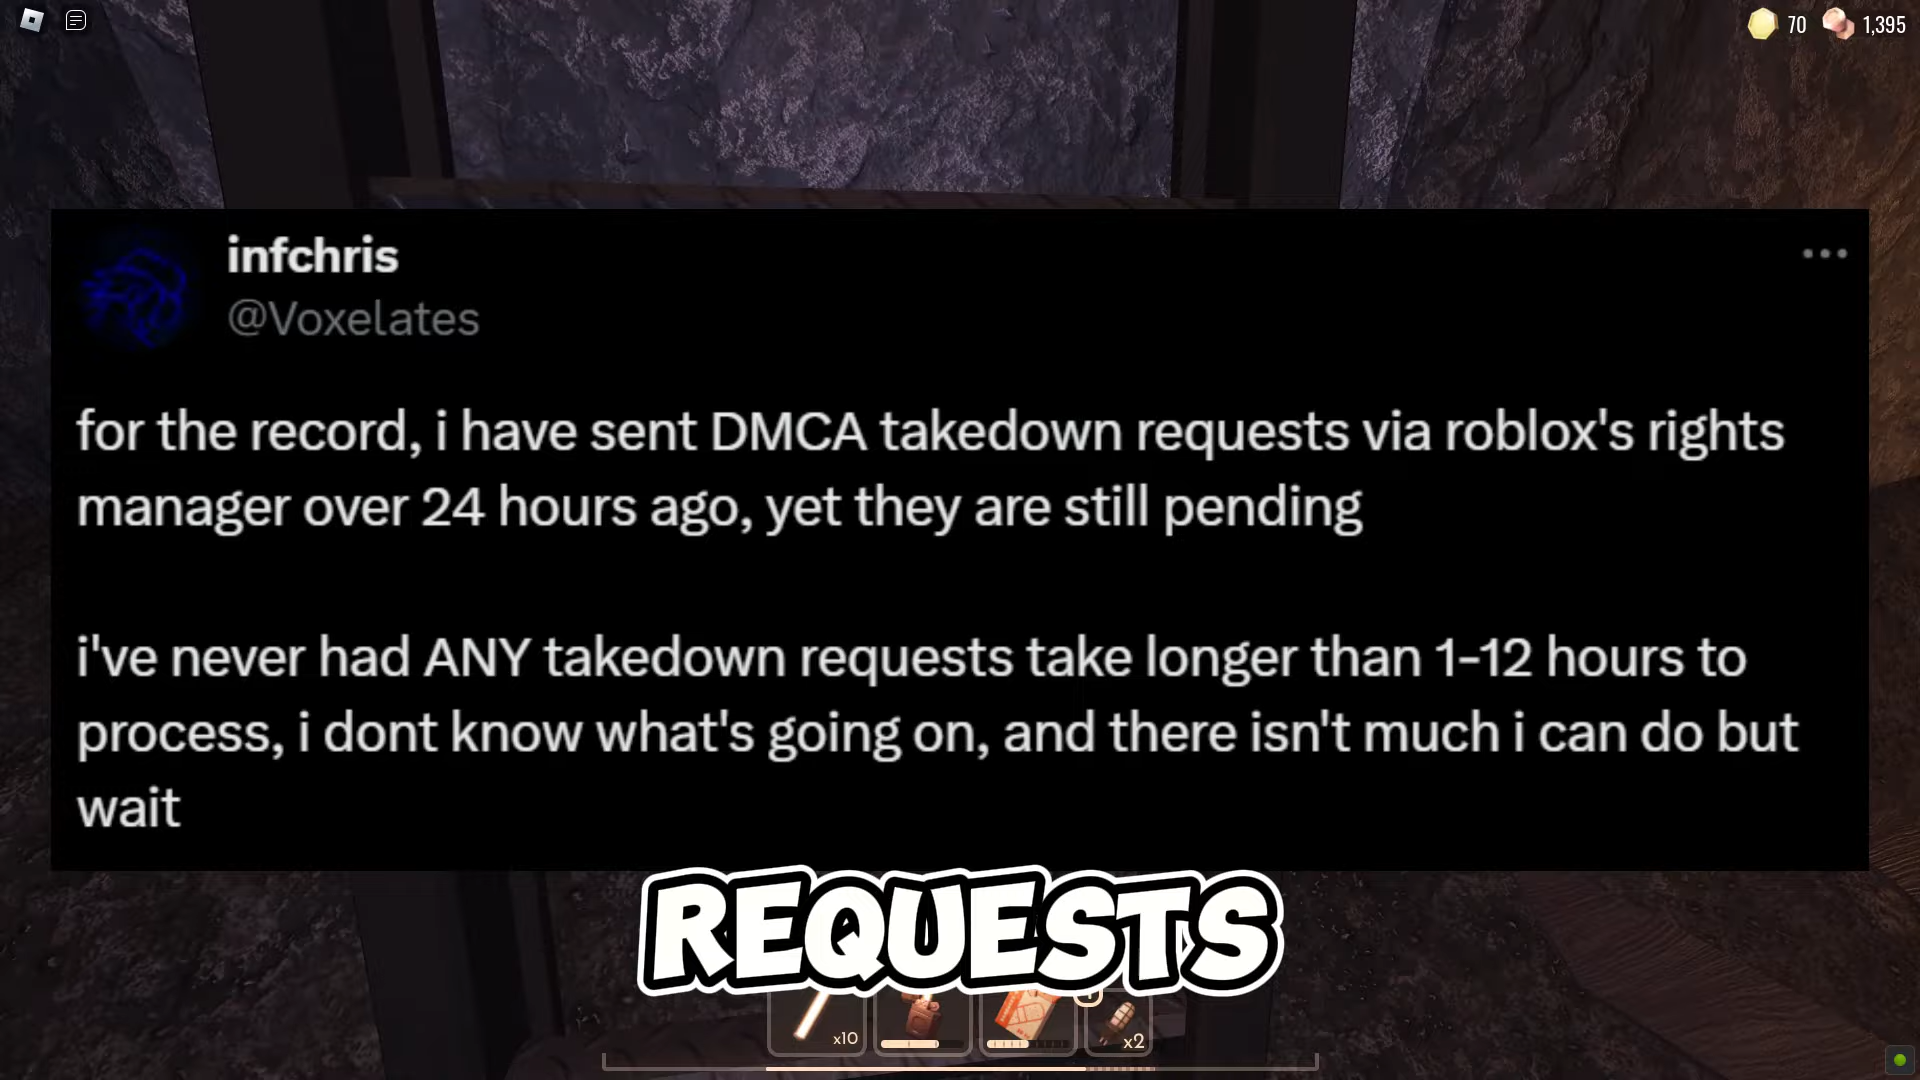 70 1,395
infchris
@Voxelates
for the record, i have sent DMCA takedown requests via roblox's rights
manager over 24 hours ago, yet they are still pending
i've never had ANY takedown requests take longer than 1-12 hours to
process, i dont know what's going on, and there isn't much i can do but
wait
REQUESTS
x10 x2